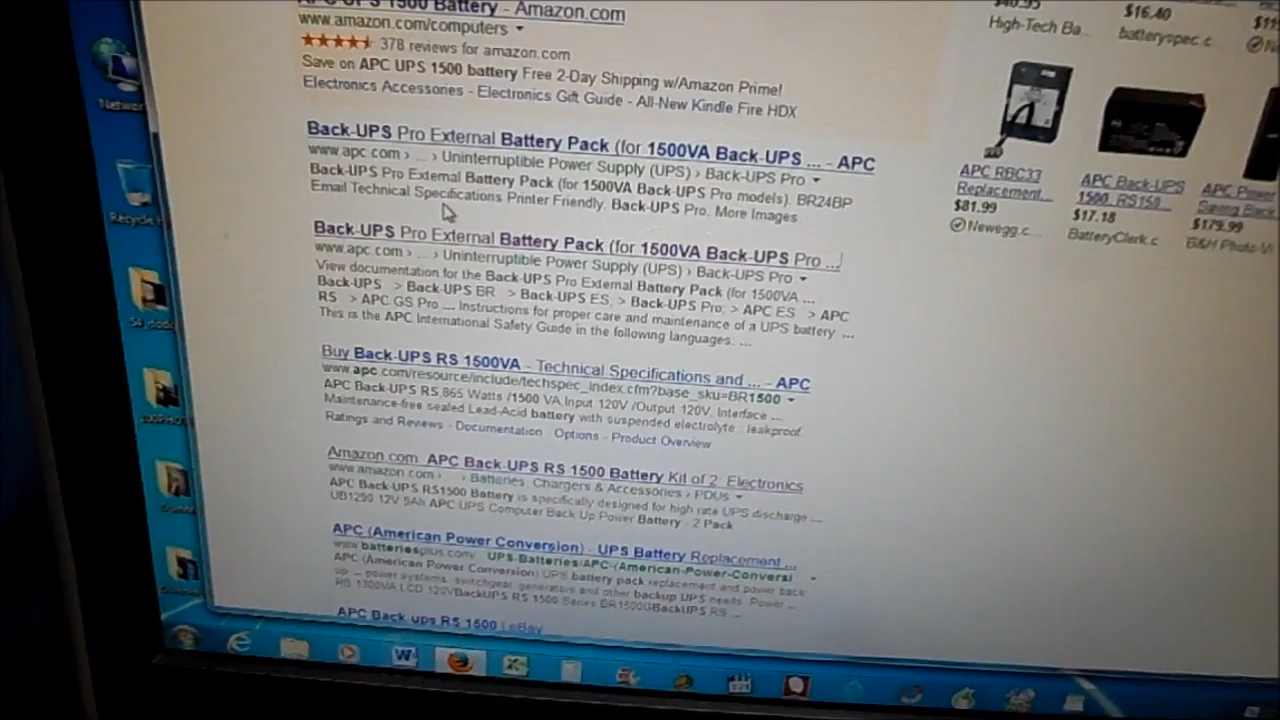 APC UPS 1500 Battery - Amazon.com
www.amazon.com/computers
378 reviews for amazon.com
Save on APC UPS 1500 battery Free 2-Day Shipping w/Amazon Prime!
Electronics Accessories - Electronics Gift Guide - All-New Kindle Fire HDX
Back-UPS Pro External Battery Pack (for 1500VA Back-UPS ... - APC
www.apc.com › ... › Uninterruptible Power Supply (UPS) › Back-UPS Pro
Back-UPS Pro External Battery Pack (for 1500VA Back-UPS Pro models). BR24BP
Email Technical Specifications Printer Friendly. Back-UPS Pro. More Images.
Back-UPS Pro External Battery Pack (for 1500VA Back-UPS Pro ...
www.apc.com › ... › Uninterruptible Power Supply (UPS) › Back-UPS Pro
View documentation for the Back-UPS Pro External Battery Pack (for 1500VA ...
Back-UPS > Back-UPS BR > Back-UPS ES; > Back-UPS Pro; > APC ES > APC
RS > APC GS Pro ... Instructions for proper care and maintenance of a UPS battery ...
This is the APC International Safety Guide in the following languages. ...
Buy Back-UPS RS 1500VA - Technical Specifications and ... - APC
www.apc.com/resource/include/techspec_index.cfm?base_sku=BR1500
APC Back-UPS RS,865 Watts /1500 VA,Input 120V /Output 120V, Interface ...
Maintenance-free sealed Lead-Acid battery with suspended electrolyte : leakproof
Ratings and Reviews - Documentation - Options - Product Overview
Amazon.com: APC Back-UPS RS 1500 Battery Kit of 2: Electronics
www.amazon.com › ... › Batteries, Chargers & Accessories › PDUs
APC Back-UPS RS1500 Battery is specifically designed for high rate UPS discharge ...
UB1290 12V 9Ah APC UPS Computer Back Up Power Battery - 2 Pack
APC (American Power Conversion) - UPS Battery Replacement ...
www.batteriesplus.com/ UPS-Batteries/APC-(American-Power-Conversi
APC (American Power Conversion) UPS battery pack replacement and power back
up ... power systems, switchgear, generators and other backup UPS needs. Power ...
RS 1300VA LCD 120VBackUPS RS 1500 Series BR1500GBackUPS RS ...
APC Back ups RS 1500 | eBay
$40.95
High-Tech Ba...
$16.40
batteryspec.c
APC RBC33
Replacement...
$81.99
Newegg.c...
APC Back-UPS
1500, RS150...
$17.18
BatteryClerk.c
APC Power
Saving Back
$179.99
B&H Photo-Vi
Networ
Recycle